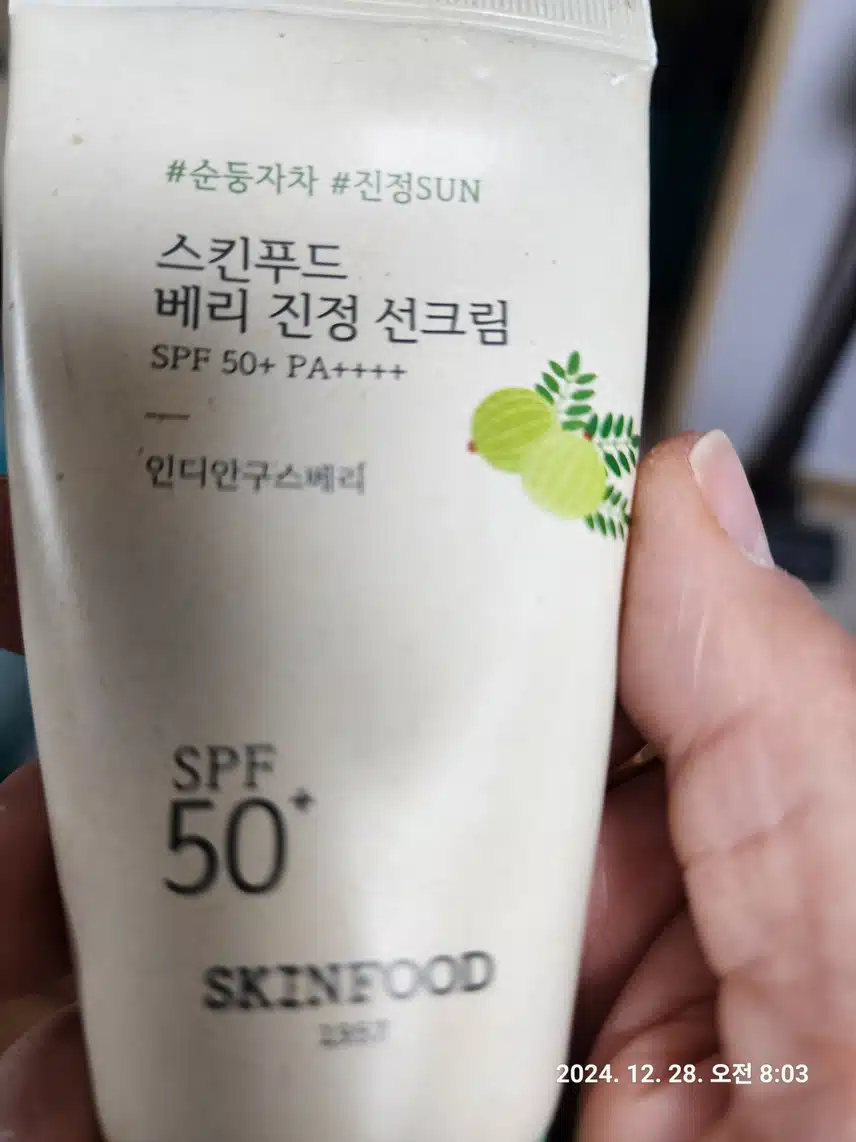 #순둥자차 #진정SUN
스킨푸드
베리 진정 선크림
SPF 50+ PA++++
인디안구스베리
SPF
50+
SKINFOOD
1957
2024. 12. 28. 오전 8:03